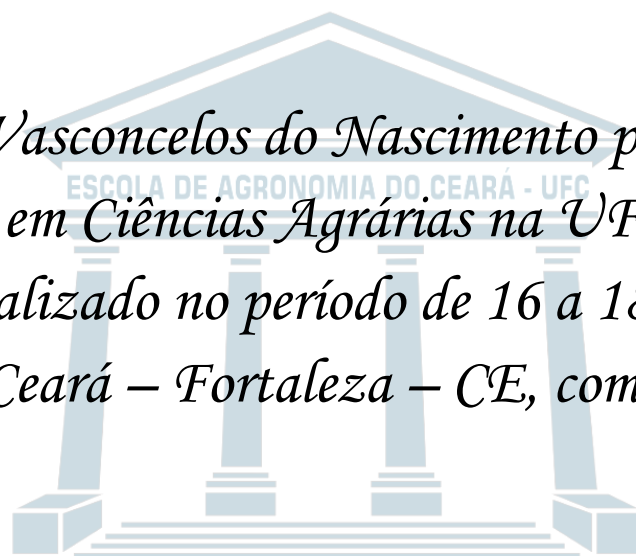 Vasconcelos do Nascimento p
ESCOLA DE AGRONOMIA DO CEARÁ - UFC
em Ciências Agrárias na UF
alizado no período de 16 a 18
Ceará – Fortaleza – CE, com